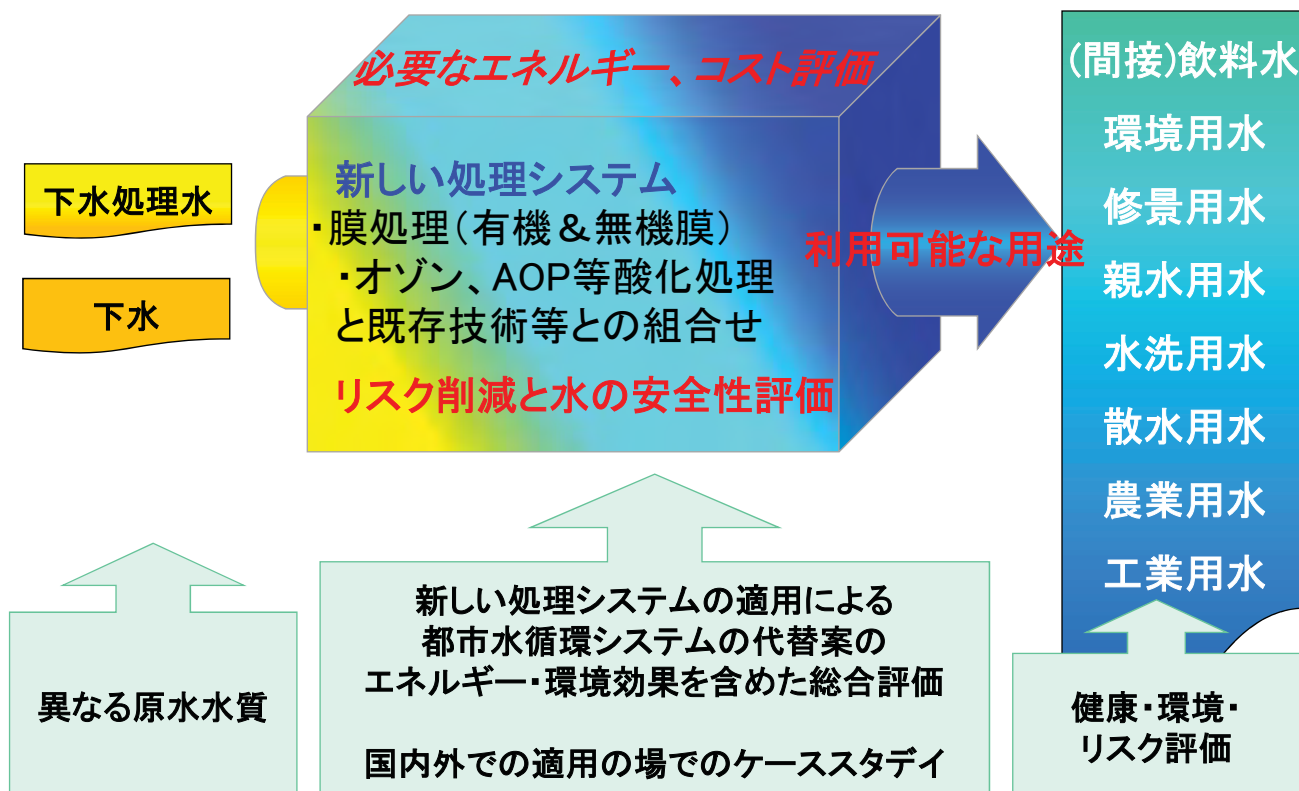 必要なエネルギー、コスト評価
下水処理水
下水
新しい処理システム
・膜処理(有機&無機膜)
・オゾン、AOP等酸化処理
と既存技術等との組合せ
リスク削減と水の安全性評価
利用可能な用途
(間接)飲料水
環境用水
修景用水
親水用水
水洗用水
散水用水
農業用水
工業用水
異なる原水水質
新しい処理システムの適用による
都市水循環システムの代替案の
エネルギー・環境効果を含めた総合評価
国内外での適用の場でのケーススタデイ
健康・環境・
リスク評価